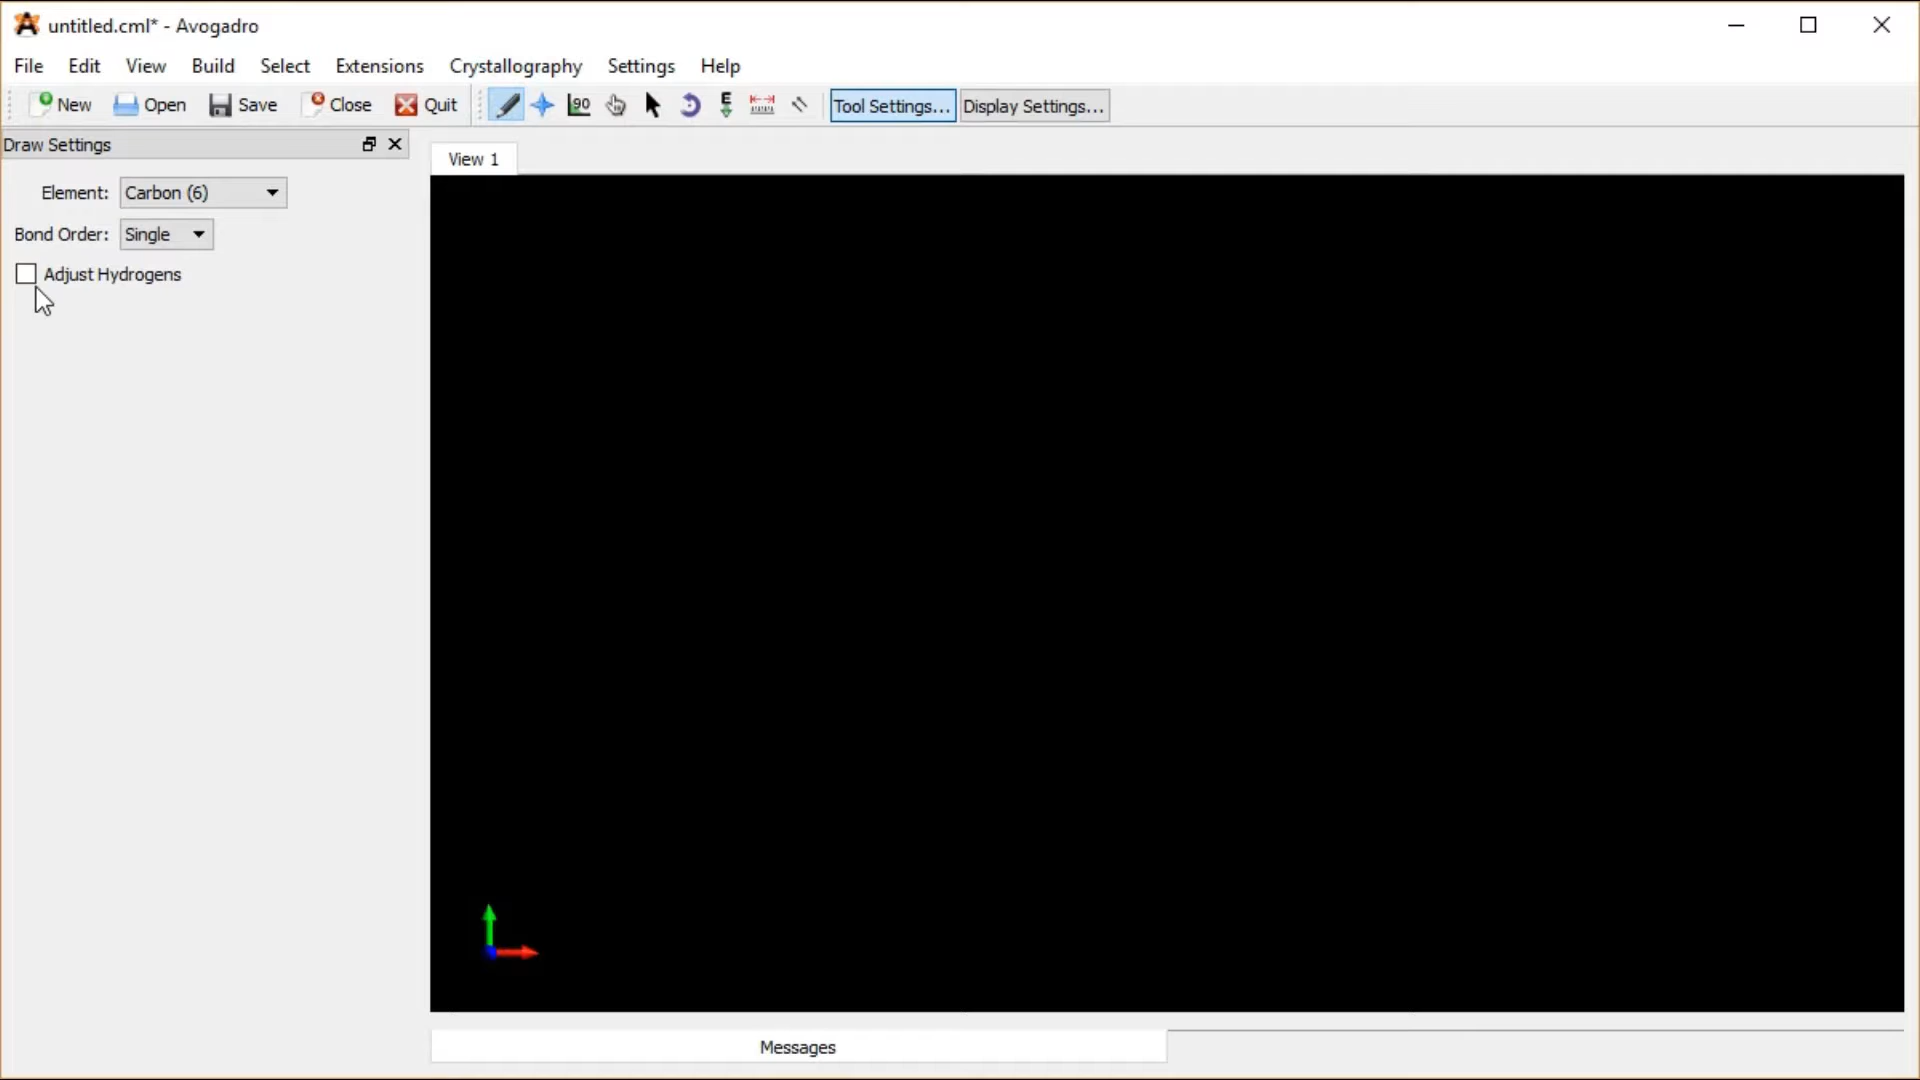 untitled.cml* - Avogadro
File Edit View Build Select Extensions Crystallography Settings Help
New Open Save Close Quit 90 E Tool Settings... Display Settings...
Draw Settings
View 1
Element: Carbon (6)
Bond Order: Single
Adjust Hydrogens
Messages